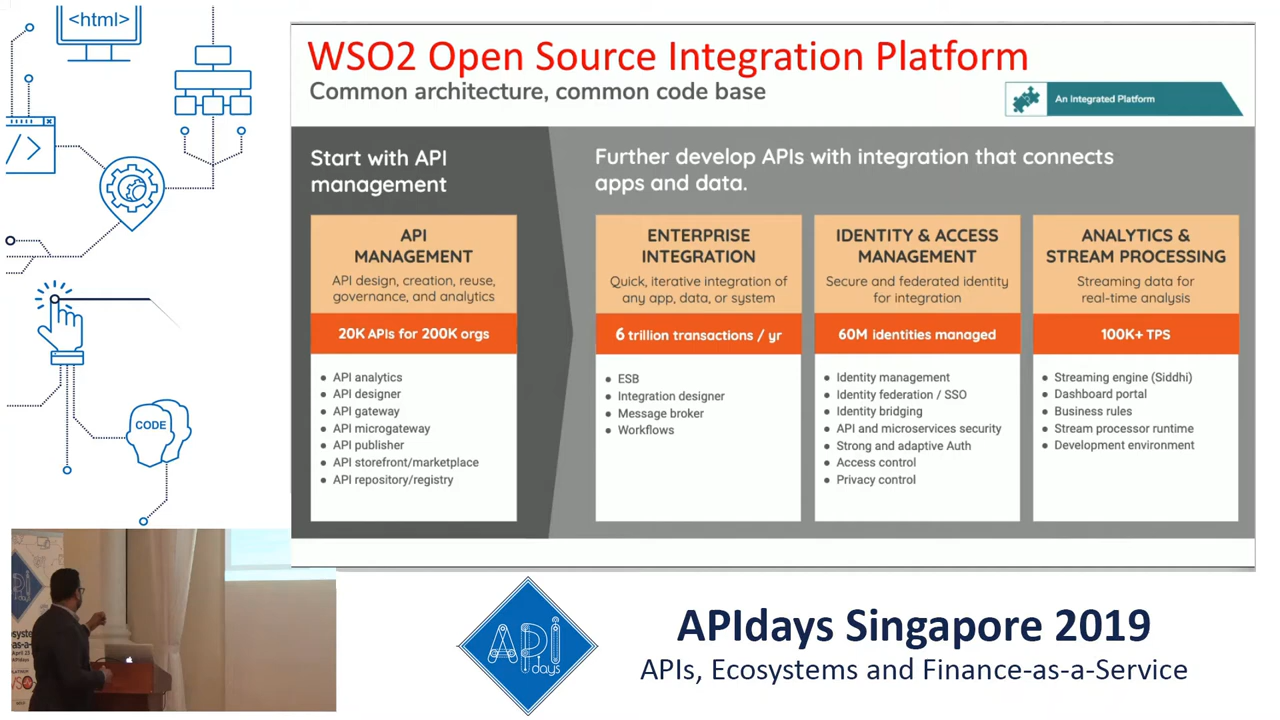 <html>
WSO2 Open Source Integration Platform
Common architecture, common code base
An Integrated Platform
Start with API
management
Further develop APIs with integration that connects
apps and data.
API
MANAGEMENT
API design, creation, reuse,
governance, and analytics
20K APIs for 200K orgs
• API analytics
• API designer
• API gateway
• API microgateway
• API publisher
• API storefront/marketplace
• API repository/registry
ENTERPRISE
INTEGRATION
Quick, iterative integration of
any app, data, or system
6 trillion transactions / yr
• ESB
• Integration designer
• Message broker
• Workflows
IDENTITY & ACCESS
MANAGEMENT
Secure and federated identity
for integration
60M identities managed
• Identity management
• Identity federation / SSO
• Identity bridging
• API and microservices security
• Strong and adaptive Auth
• Access control
• Privacy control
ANALYTICS &
STREAM PROCESSING
Streaming data for
real-time analysis
100K+ TPS
• Streaming engine (Siddhi)
• Dashboard portal
• Business rules
• Stream processor runtime
• Development environment
</>
CODE
API
API
days
APIdays Singapore 2019
APIs, Ecosystems and Finance-as-a-Service